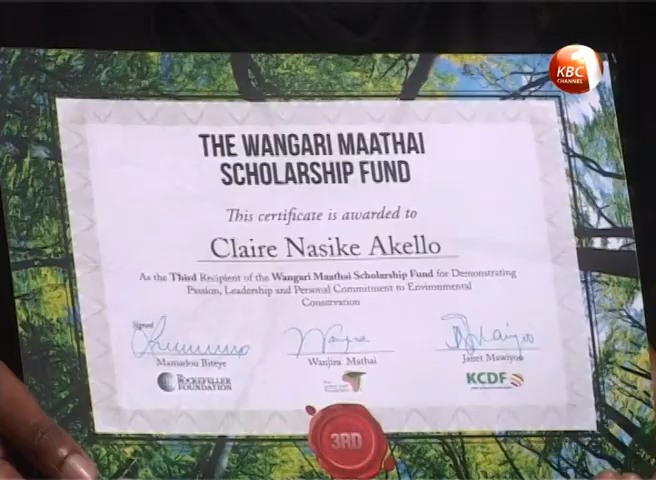 KBC
CHANNEL
THE WANGARI MAATHAI
SCHOLARSHIP FUND
This certificate is awarded to
Claire Nasike Akello
As the Third Recipient of the Wangari Maathai Scholarship Fund for Demonstrating
Passion, Leadership and Personal Commitment to Environmental
Conservation
Signed
Mamadou Biteye
Wanjira Mathai
Janet Mawiyoo
THE
ROCKEFELLER
FOUNDATION
KCDF
3RD